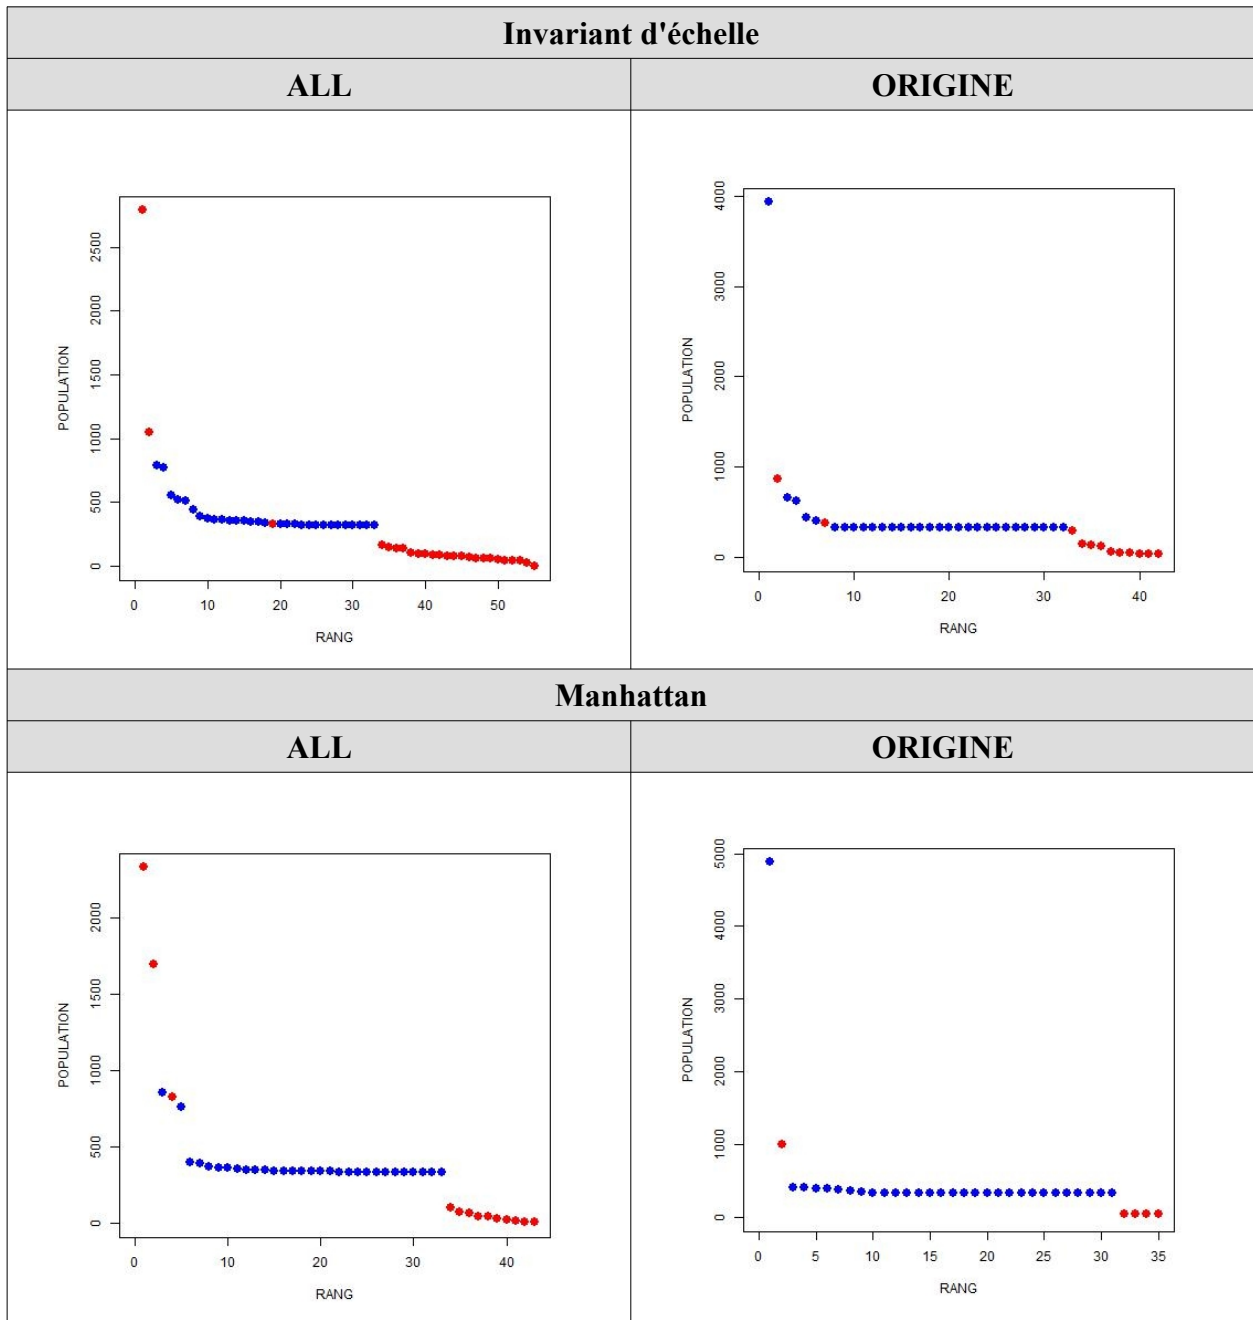 Invariant d'échelle
ALL
ORIGINE
POPULATION
2500
2000
1500
1000
500
0
0 10 20 30 40 50
RANG
POPULATION
4000
3000
2000
1000
0
0 10 20 30 40
RANG
Manhattan
ALL
ORIGINE
POPULATION
2000
1500
1000
500
0
0 10 20 30 40
RANG
POPULATION
5000
4000
3000
2000
1000
0
0 5 10 15 20 25 30 35
RANG